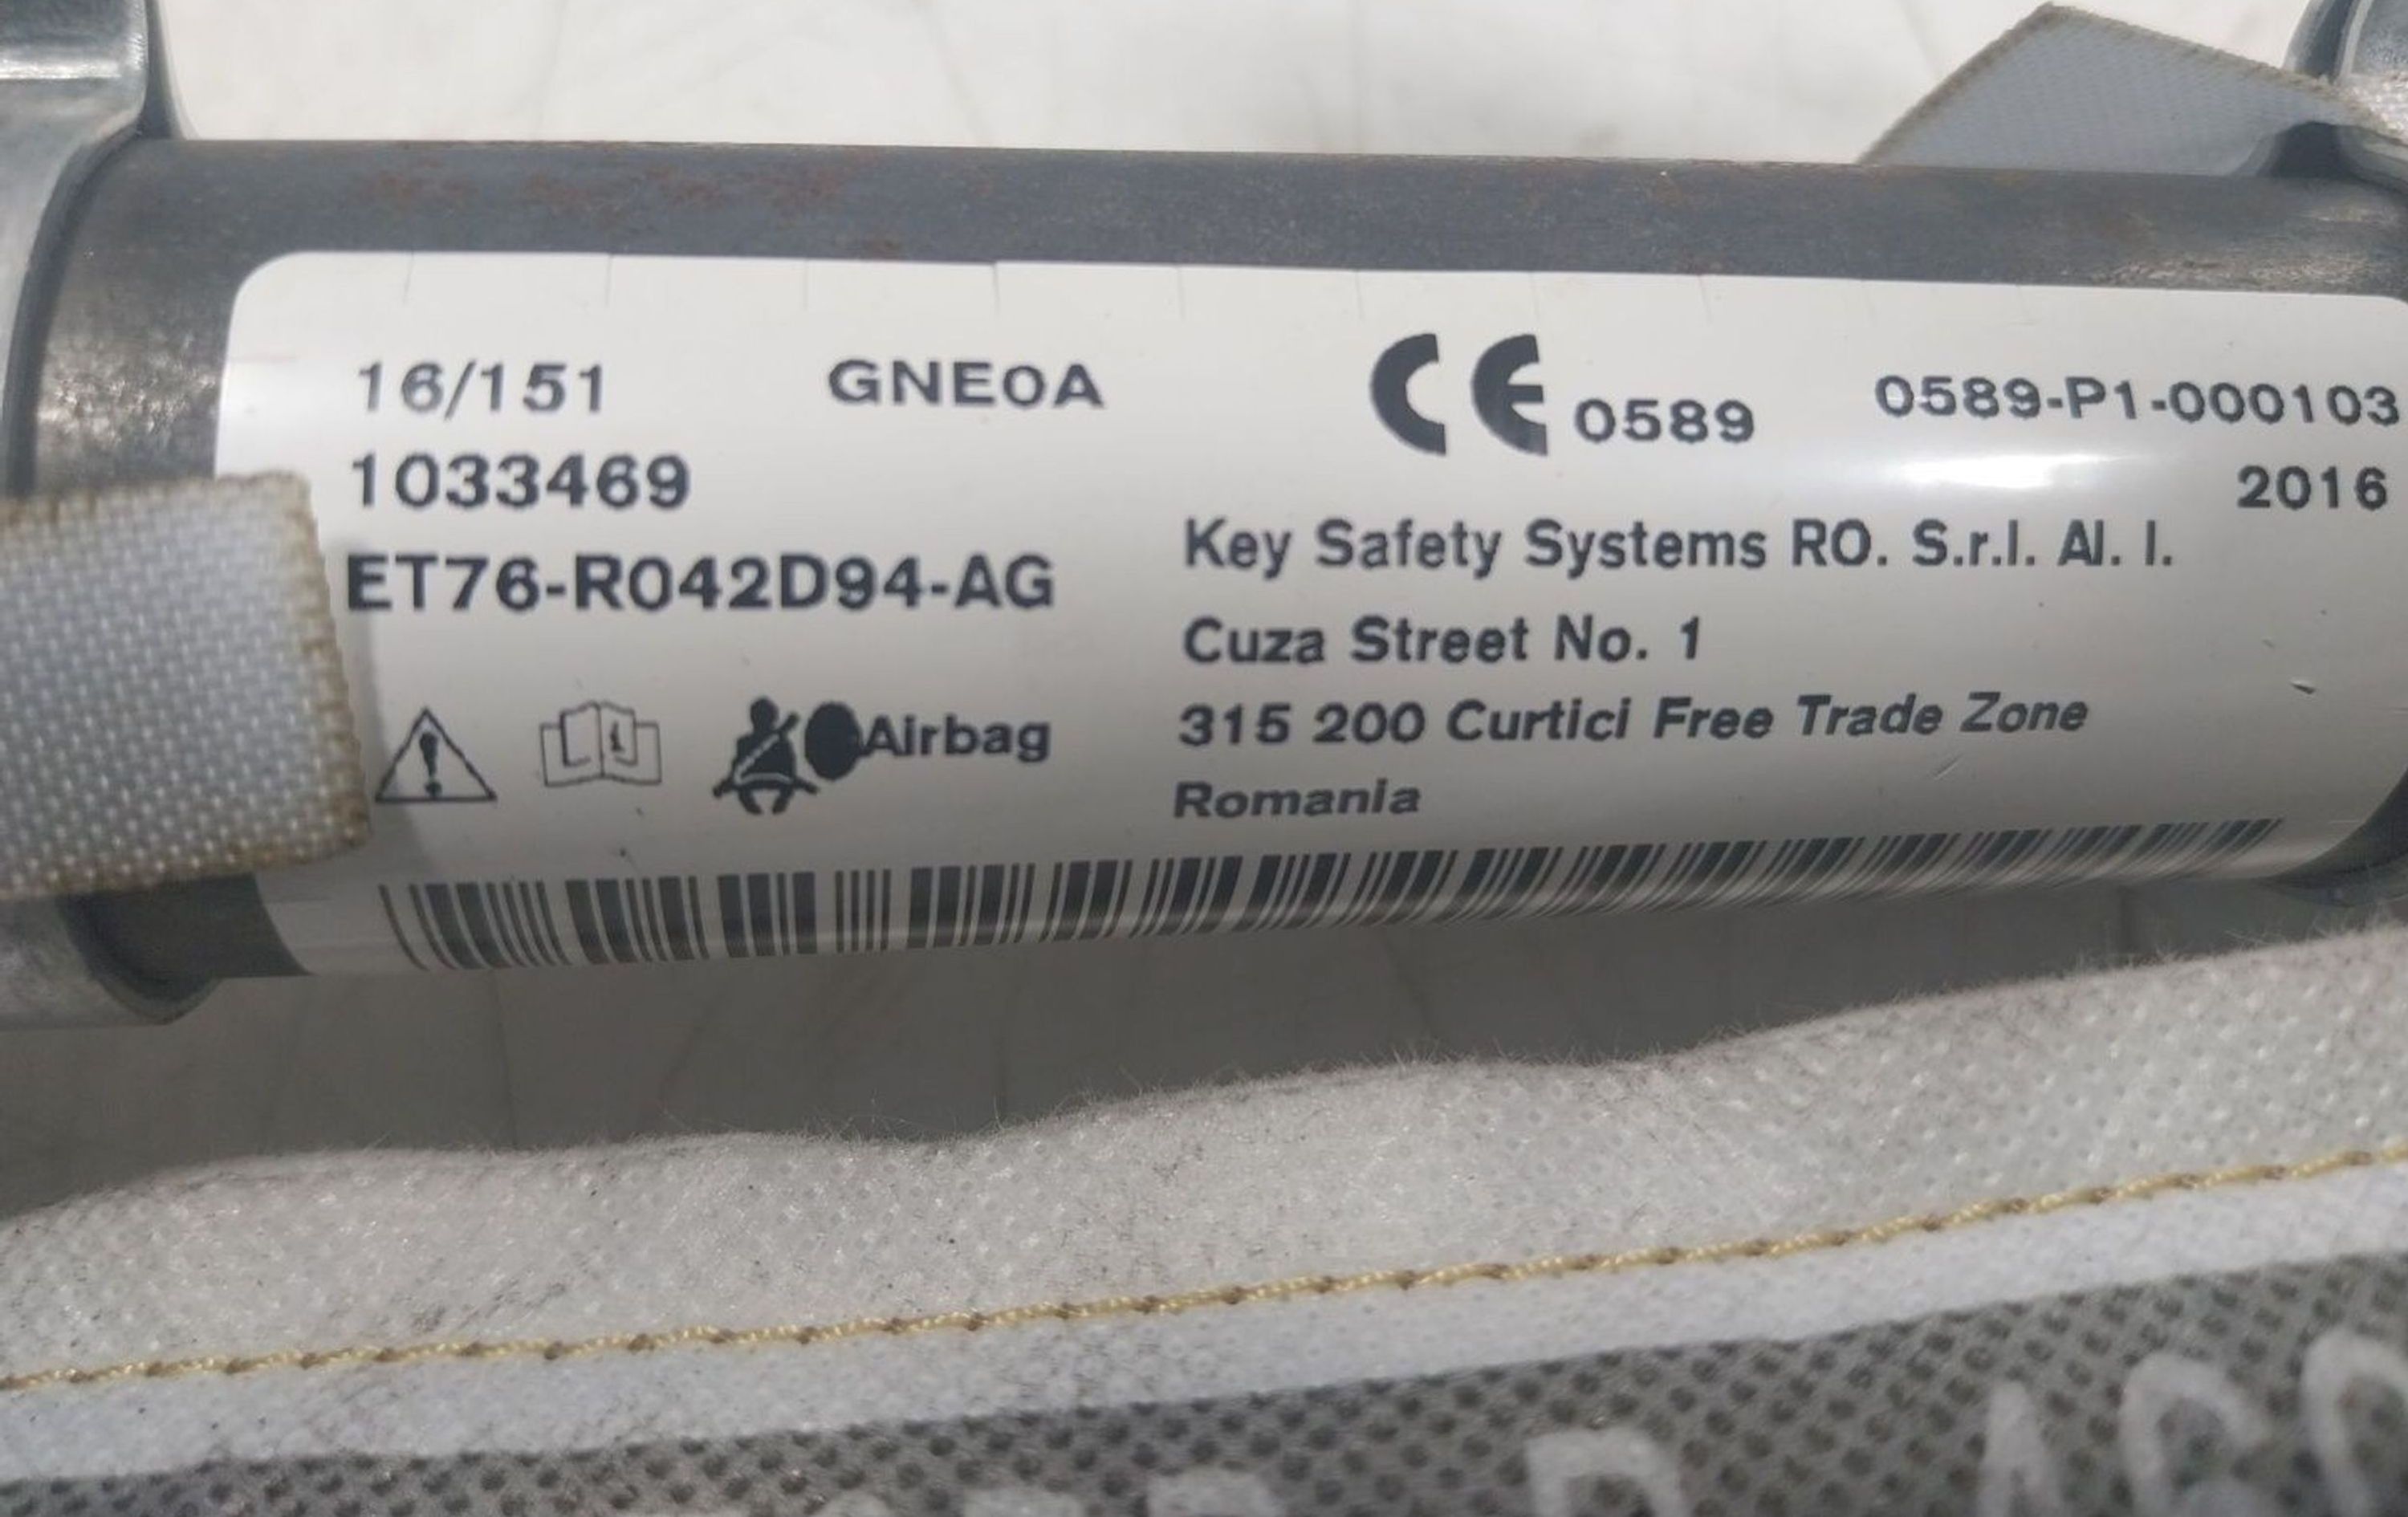 16/151 GNE0A CE 0589 0589-P1-000103
1033469 2016
ET76-R042D94-AG
Key Safety Systems RO. S.r.l. Al. I.
Cuza Street No. 1
Airbag
315 200 Curtici Free Trade Zone
Romania